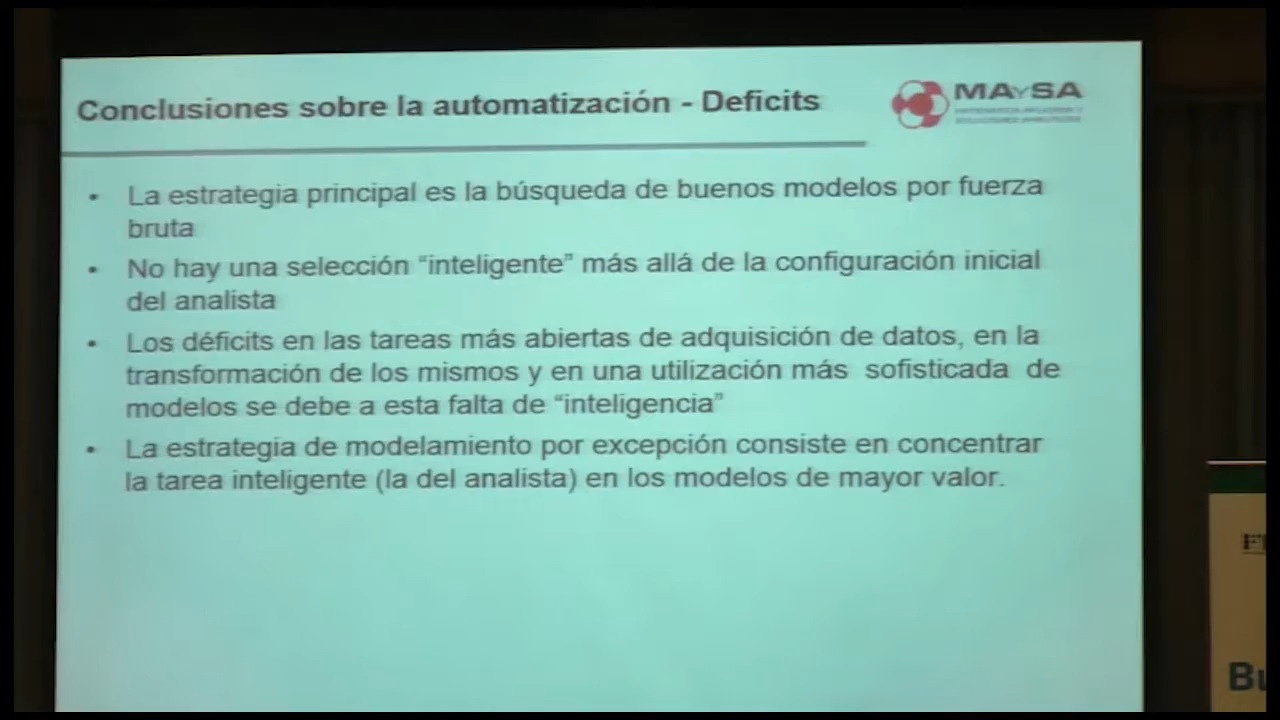 Conclusiones sobre la automatización - Deficits
MAYSA
• La estrategia principal es la búsqueda de buenos modelos por fuerza
bruta
• No hay una selección “inteligente” más allá de la configuración inicial
del analista
• Los déficits en las tareas más abiertas de adquisición de datos, en la
transformación de los mismos y en una utilización más sofisticada de
modelos se debe a esta falta de “inteligencia”
• La estrategia de modelamiento por excepción consiste en concentrar
la tarea inteligente (la del analista) en los modelos de mayor valor.
Bu